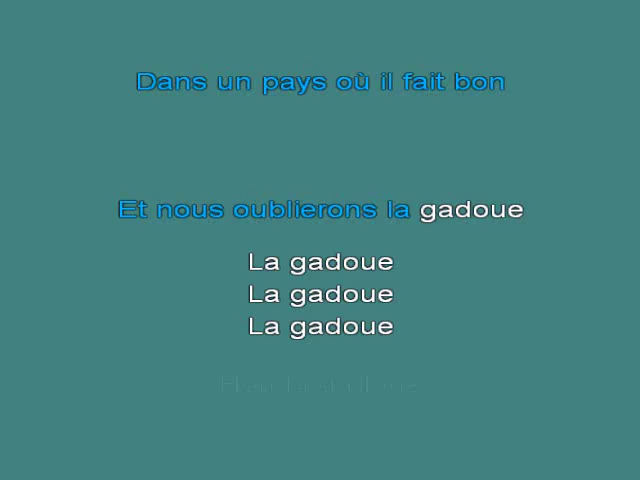 Dans un pays où il fait bon
Et nous oublierons la gadoue
La gadoue
La gadoue
La gadoue